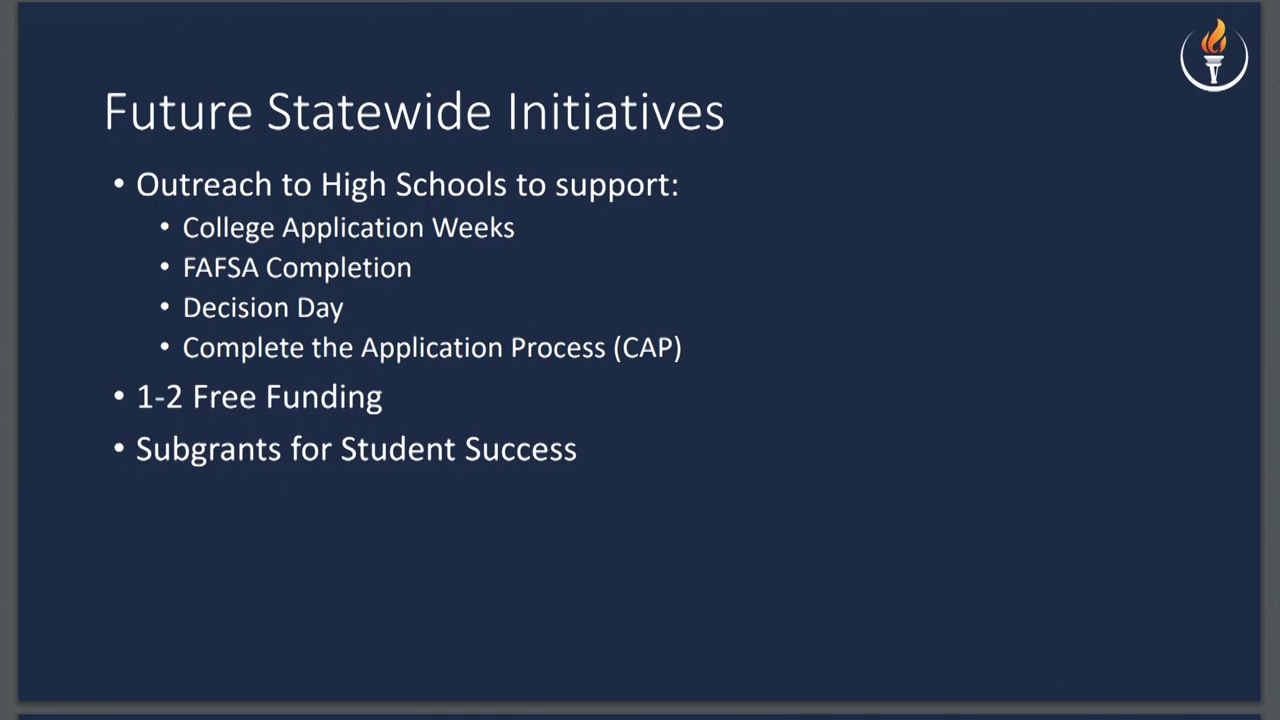 Future Statewide Initiatives
• Outreach to High Schools to support:
• College Application Weeks
• FAFSA Completion
• Decision Day
• Complete the Application Process (CAP)
• 1-2 Free Funding
• Subgrants for Student Success